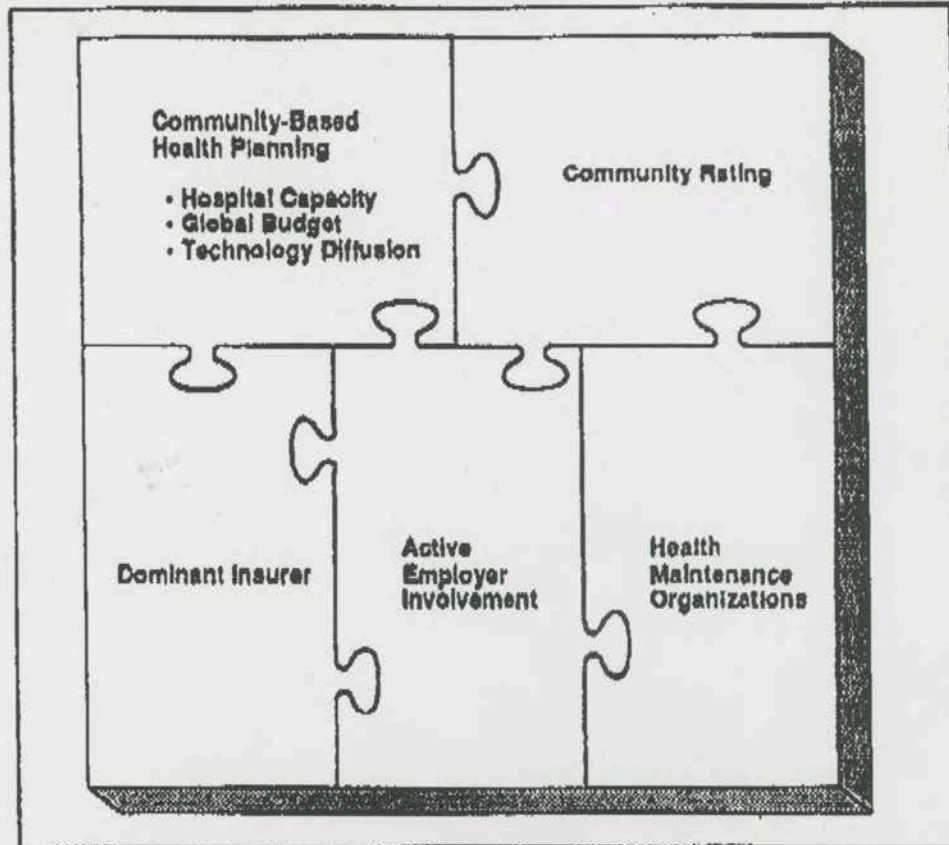 Community-Based
Health Planning
• Hospital Capacity
• Global Budget
• Technology Diffusion
Community Rating
Dominant Insurer
Active
Employer
Involvement
Health
Maintenance
Organizations